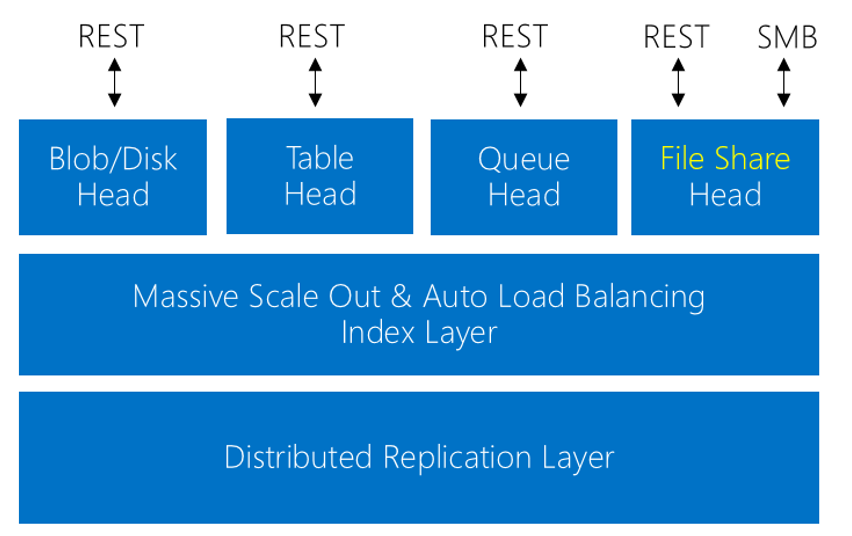 REST
REST
REST
REST
SMB
Blob/Disk
Head
Table
Head
Queue
Head
File Share
Head
Massive Scale Out & Auto Load Balancing
Index Layer
Distributed Replication Layer